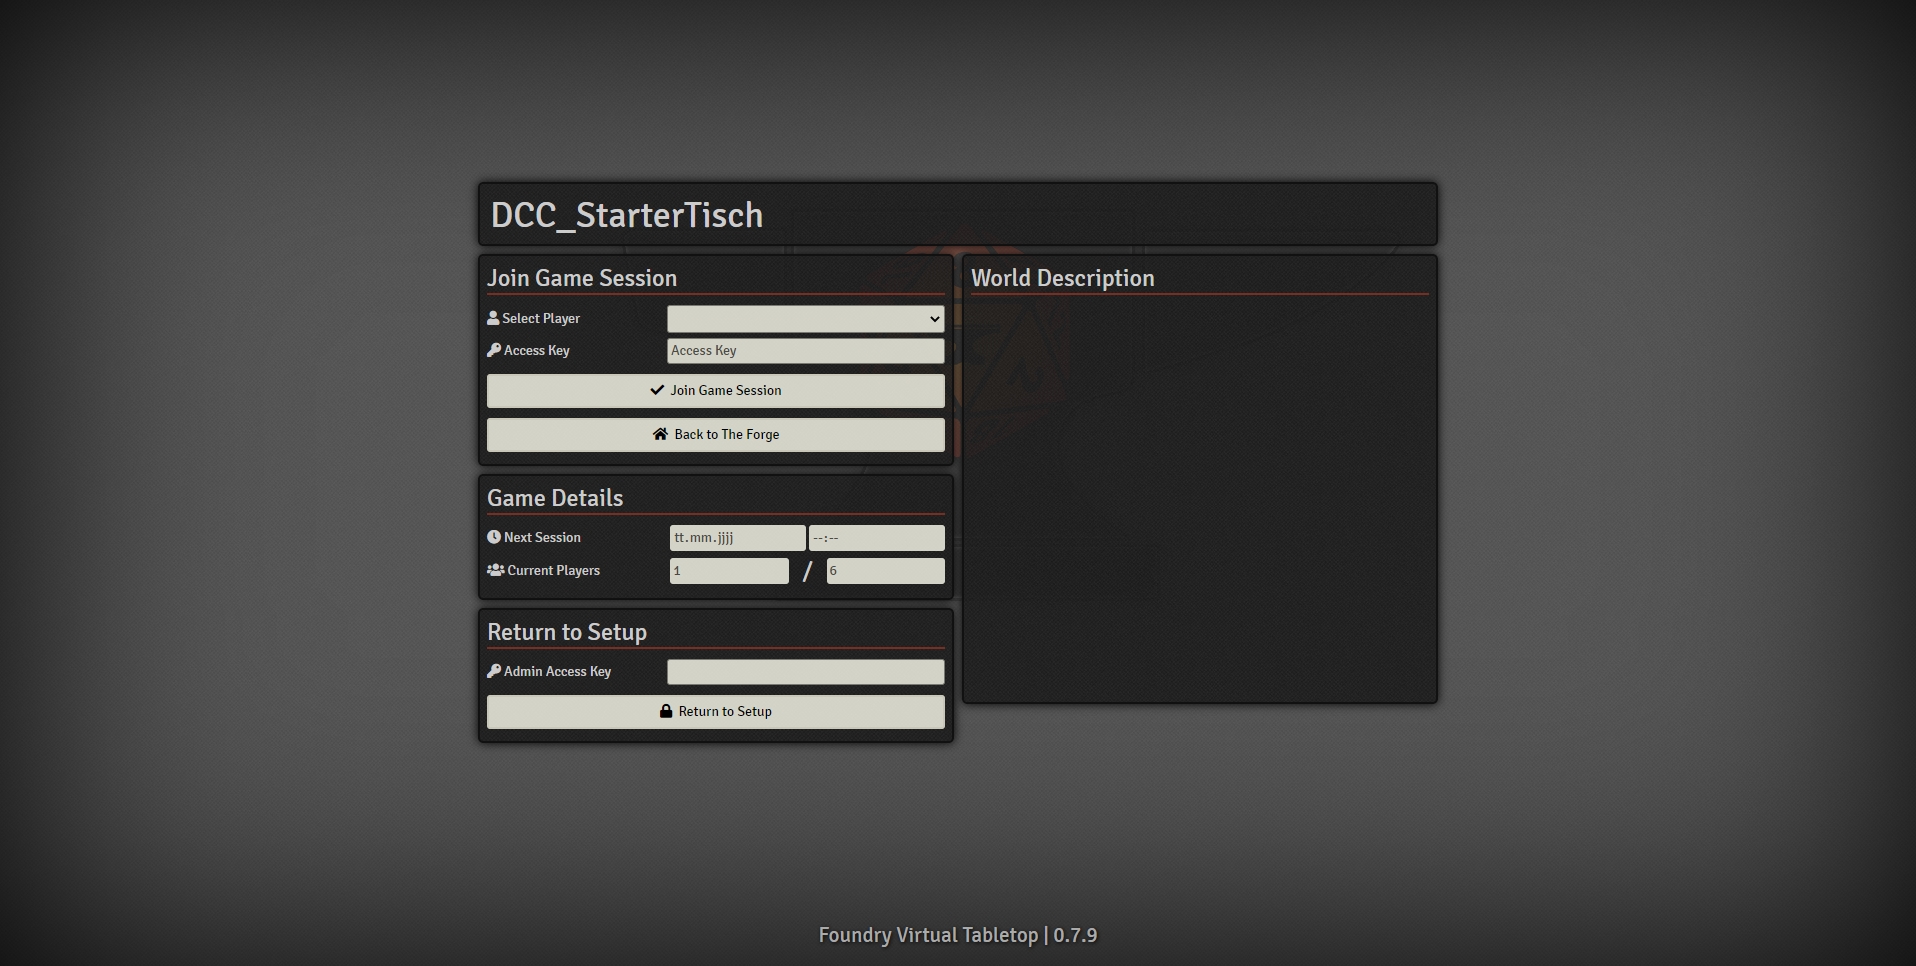 DCC_StarterTisch
Join Game Session
Select Player
Access Key
Access Key
Join Game Session
Back to The Forge
Game Details
Next Session
tt.mm.jjjj
--:--
Current Players
1
/
6
Return to Setup
Admin Access Key
Return to Setup
World Description
Foundry Virtual Tabletop | 0.7.9